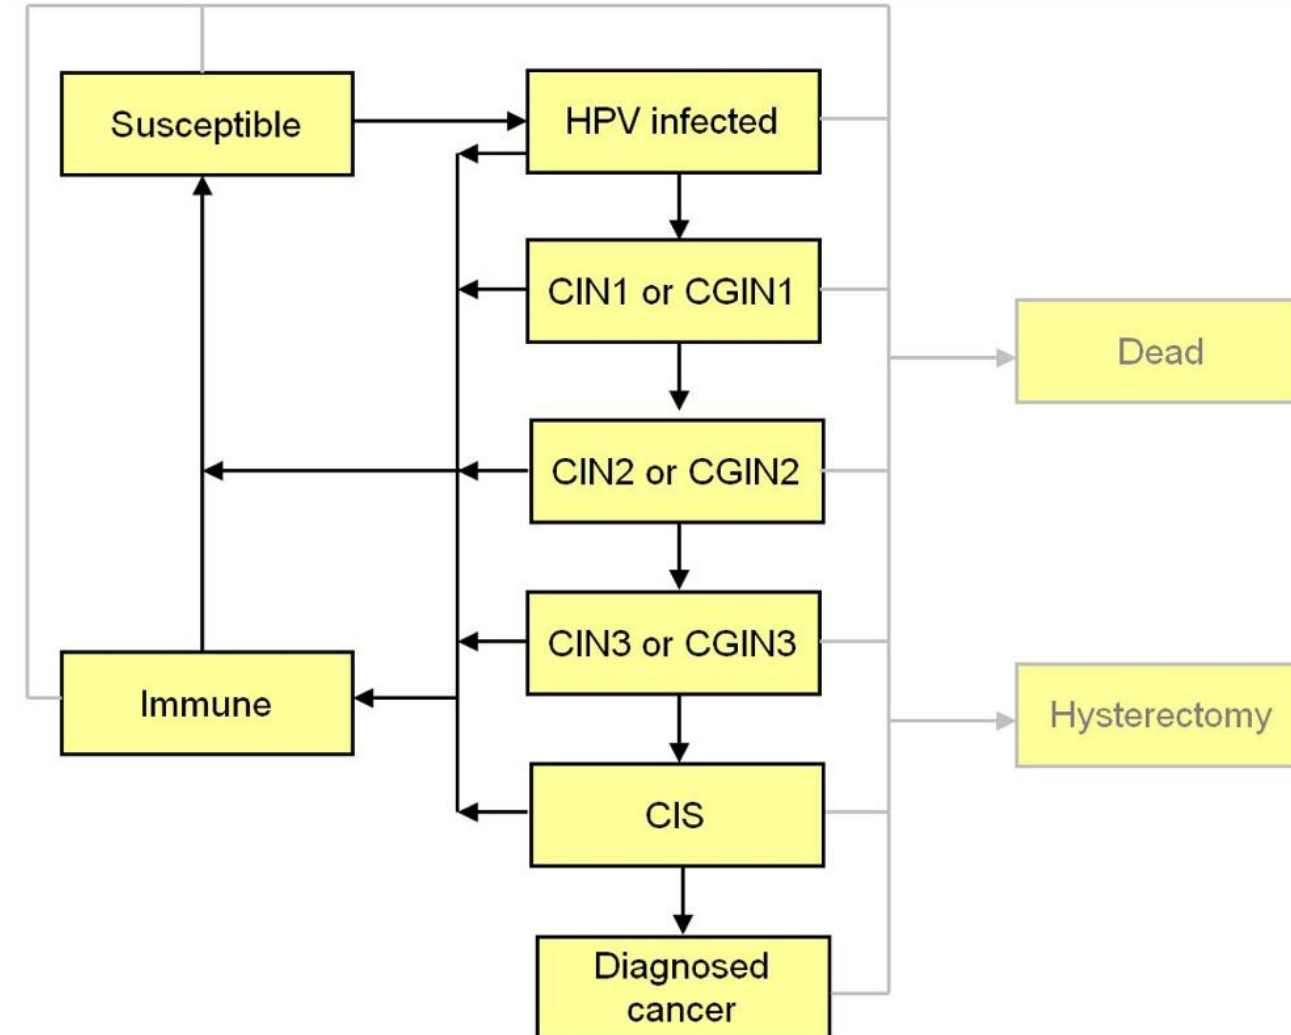 Susceptible
HPV infected
CIN1 or CGIN1
Dead
CIN2 or CGIN2
CIN3 or CGIN3
Immune
Hysterectomy
CIS
Diagnosed
cancer